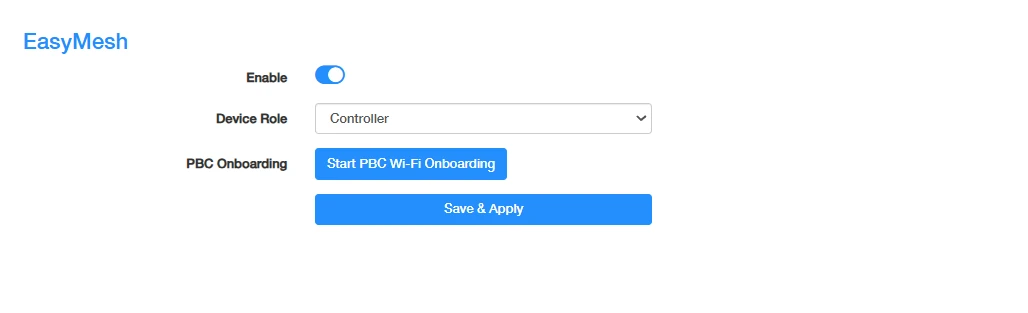 EasyMesh
Enable
Device Role Controller
PBC Onboarding Start PBC Wi-Fi Onboarding
Save & Apply